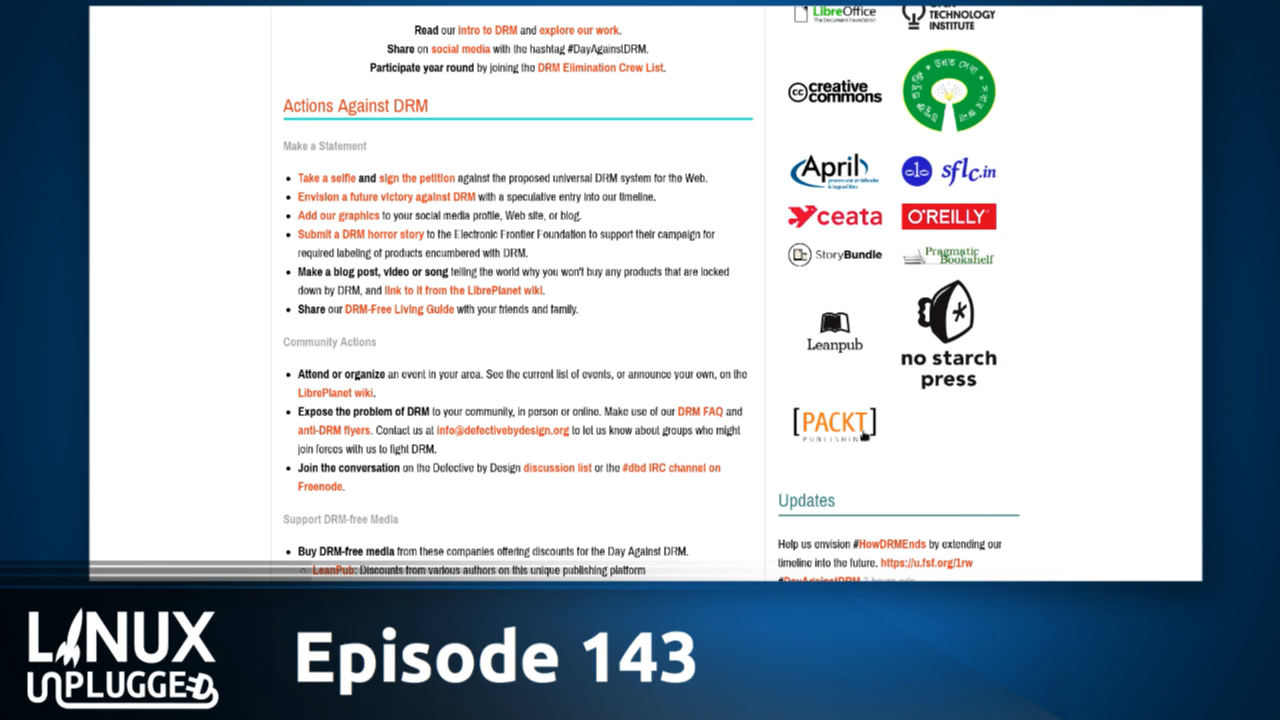 Read our intro to DRM and explore our work.
Share on social media with the hashtag #DayAgainstDRM.
Participate year round by joining the DRM Elimination Crew List.
Actions Against DRM
Make a Statement
• Take a selfie and sign the petition against the proposed universal DRM system for the Web.
• Envision a future victory against DRM with a speculative entry into our timeline.
• Add our graphics to your social media profile, Web site, or blog.
• Submit a DRM horror story to the Electronic Frontier Foundation to support their campaign for
required labeling of products encumbered with DRM.
• Make a blog post, video or song telling the world why you won't buy any products that are locked
down by DRM, and link to it from the LibrePlanet wiki.
• Share our DRM-Free Living Guide with your friends and family.
Community Actions
• Attend or organize an event in your area. See the current list of events, or announce your own, on the
LibrePlanet wiki.
• Expose the problem of DRM to your community, in person or online. Make use of our DRM FAQ and
anti-DRM flyers. Contact us at info@defectivebydesign.org to let us know about groups who might
join forces with us to fight DRM.
• Join the conversation on the Defective by Design discussion list or the #dbd IRC channel on
Freenode.
Support DRM-free Media
• Buy DRM-free media from these companies offering discounts for the Day Against DRM.
○ LeanPub: Discounts from various authors on this unique publishing platform
LibreOffice
The Document Foundation
TECHNOLOGY
INSTITUTE
cc creative
commons
April
sflc.in
ceata
O'REILLY
StoryBundle
Pragmatic
Bookshelf
Leanpub
no starch
press
[PACKT]
PUBLISHIN
Updates
Help us envision #HowDRMEnds by extending our
timeline into the future. https://u.fsf.org/1rw
#DayAgainstDRM 2 hours ago
LINUX
UNPLUGGED
Episode 143